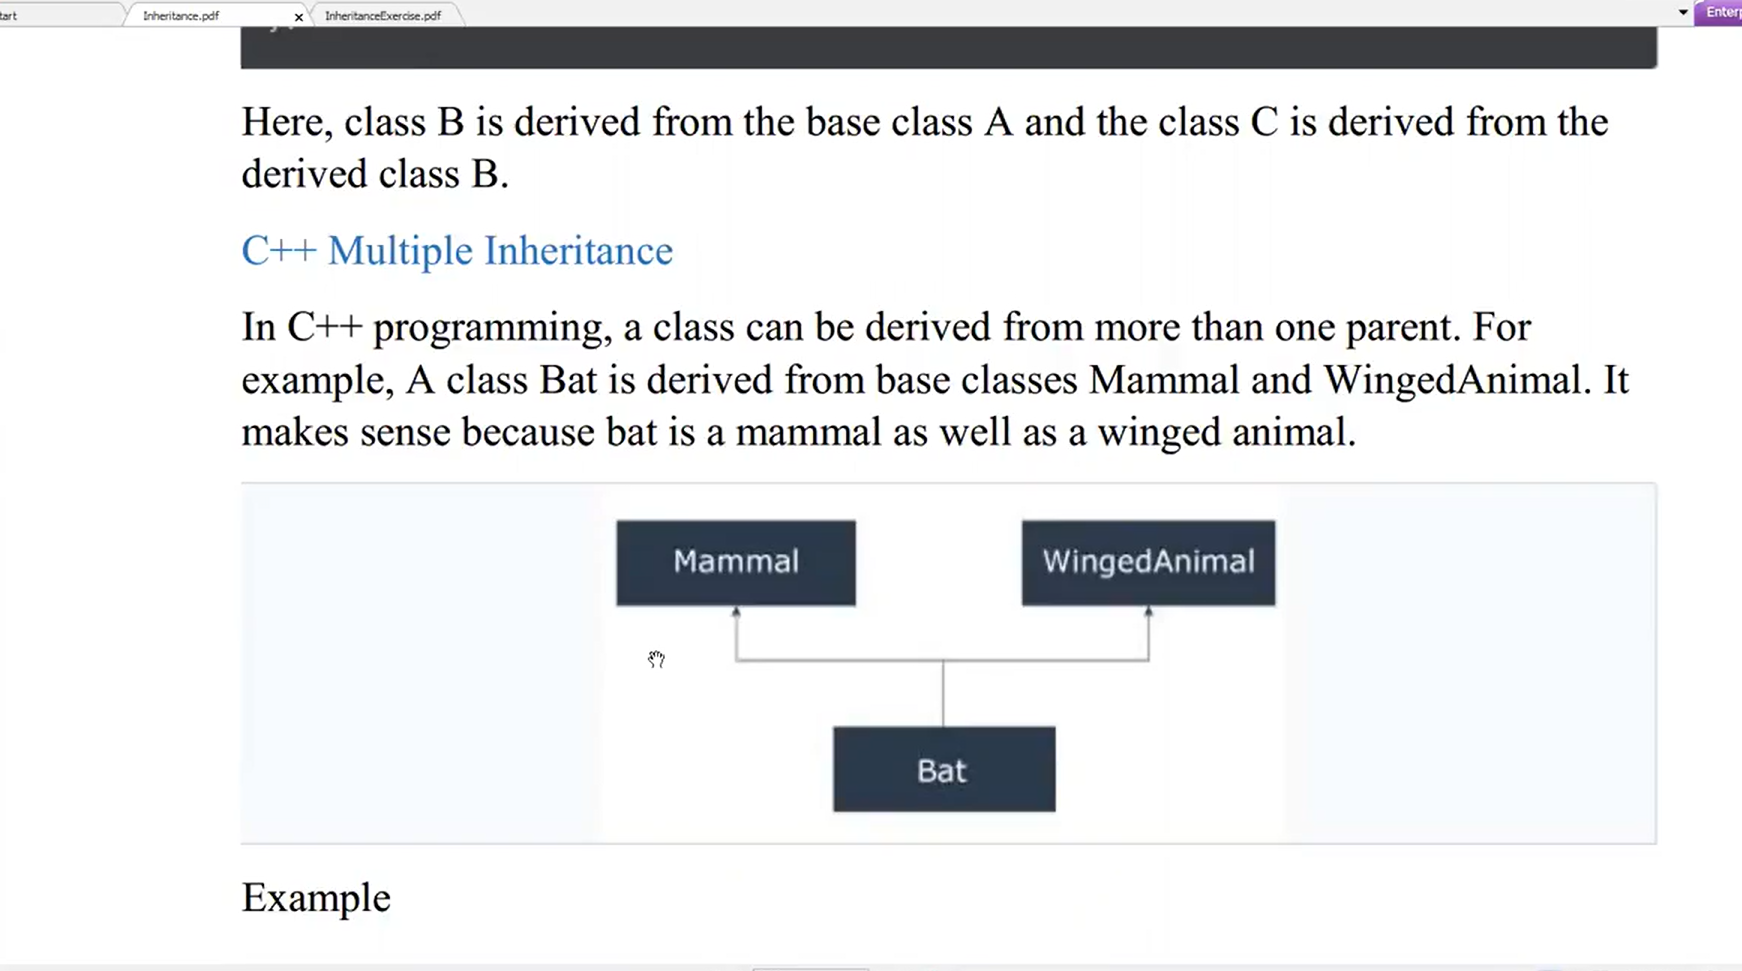 tart
Inheritance.pdf
InheritanceExercise.pdf
Enterp
Here, class B is derived from the base class A and the class C is derived from the
derived class B.
C++ Multiple Inheritance
In C++ programming, a class can be derived from more than one parent. For
example, A class Bat is derived from base classes Mammal and WingedAnimal. It
makes sense because bat is a mammal as well as a winged animal.
Mammal
WingedAnimal
Bat
Example